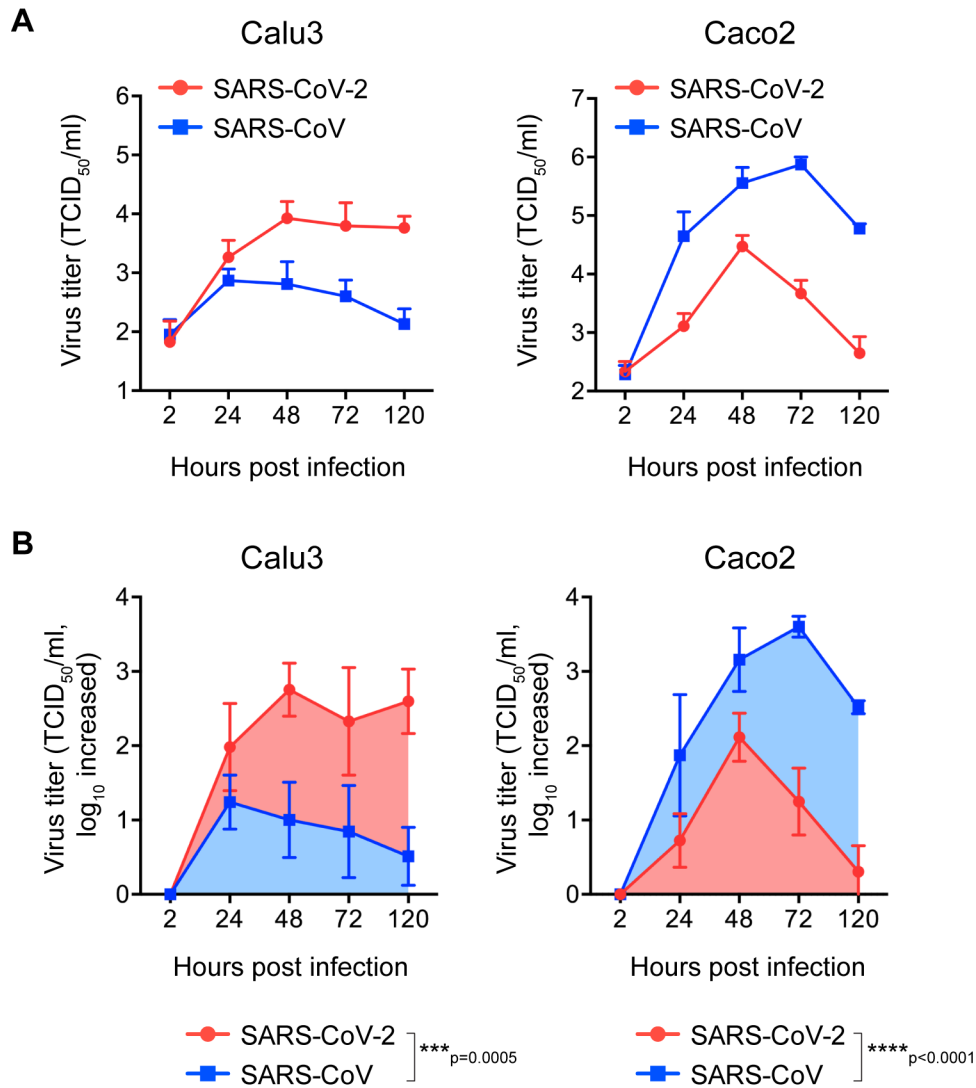 A
Calu3
SARS-CoV-2
SARS-CoV
6
5
4
3
2
1
Virus titer (TCID50/ml)
2 24 48 72 120
Hours post infection
Caco2
SARS-CoV-2
SARS-CoV
7
6
5
4
3
2
Virus titer (TCID50/ml)
2 24 48 72 120
Hours post infection
B
Calu3
4
3
2
1
0
Virus titer (TCID50/ml,
log10 increased)
2 24 48 72 120
Hours post infection
SARS-CoV-2
SARS-CoV
***p=0.0005
Caco2
4
3
2
1
0
Virus titer (TCID50/ml,
log10 increased)
2 24 48 72 120
Hours post infection
SARS-CoV-2
SARS-CoV
****p<0.0001